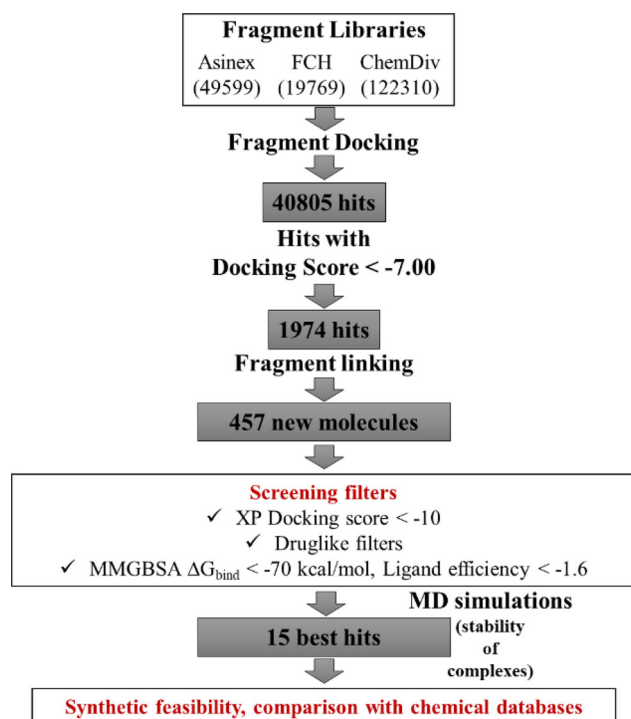 Fragment Libraries
Asinex FCH ChemDiv
(49599) (19769) (122310)
Fragment Docking
40805 hits
Hits with
Docking Score < -7.00
1974 hits
Fragment linking
457 new molecules
Screening filters
✓ XP Docking score < -10
✓ Druglike filters
✓ MMGBSA ΔGbind < -70 kcal/mol, Ligand efficiency < -1.6
MD simulations
(stability
of
complexes)
15 best hits
Synthetic feasibility, comparison with chemical databases